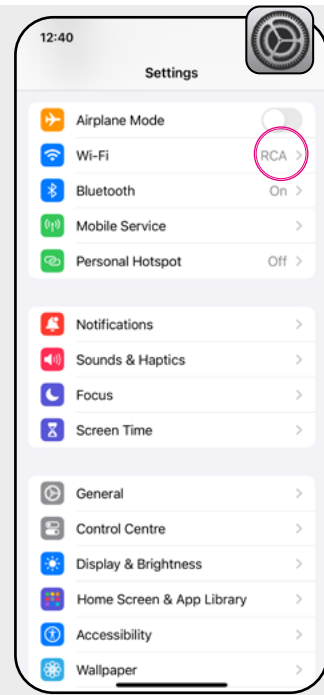 12:40
Settings
Airplane Mode
Wi-Fi RCA
Bluetooth On
Mobile Service
Personal Hotspot Off
Notifications
Sounds & Haptics
Focus
Screen Time
General
Control Centre
Display & Brightness
Home Screen & App Library
Accessibility
Wallpaper